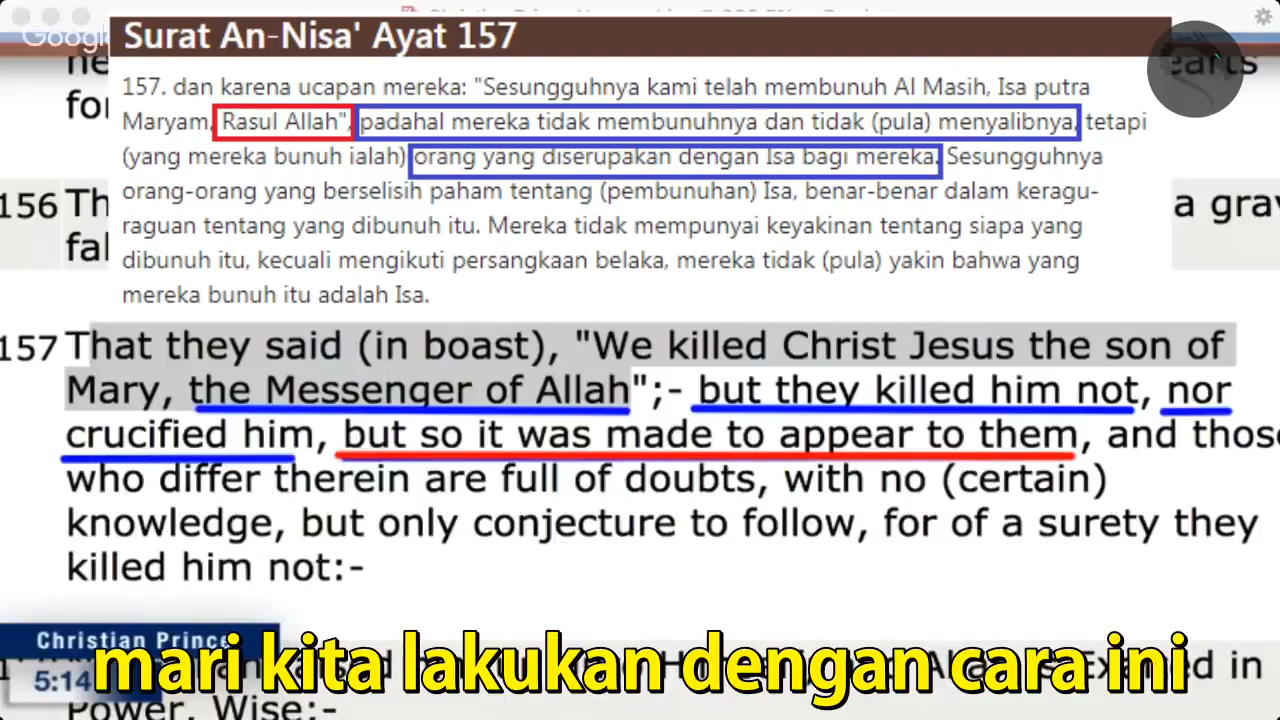 Google
Surat An-Nisa' Ayat 157
157. dan karena ucapan mereka: "Sesungguhnya kami telah membunuh Al Masih, Isa putra
Maryam, Rasul Allah", padahal mereka tidak membunuhnya dan tidak (pula) menyalibnya, tetapi
(yang mereka bunuh ialah) orang yang diserupakan dengan Isa bagi mereka. Sesungguhnya
orang-orang yang berselisih paham tentang (pembunuhan) Isa, benar-benar dalam keragu-
raguan tentang yang dibunuh itu. Mereka tidak mempunyai keyakinan tentang siapa yang
dibunuh itu, kecuali mengikuti persangkaan belaka, mereka tidak (pula) yakin bahwa yang
mereka bunuh itu adalah Isa.
156 a
157 That they said (in boast), "We killed Christ Jesus the son of
Mary, the Messenger of Allah";- but they killed him not, nor
crucified him, but so it was made to appear to them, and those
who differ therein are full of doubts, with no (certain)
knowledge, but only conjecture to follow, for of a surety they
killed him not:-
Christian Prince
5:14
mari kita lakukan dengan cara ini
in
Power, Wise;-